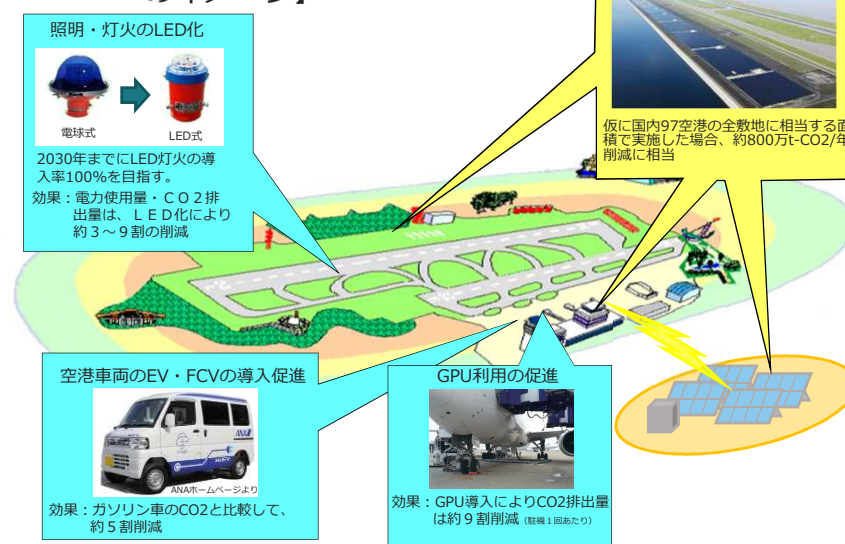 照明・灯火のLED化
電球式
LED式
2030年までにLED灯火の導
入率100%を目指す。
効果：電力使用量・ＣＯ２排
出量は、ＬＥＤ化により
約３～９割の削減
仮に国内97空港の全敷地に相当する面
積で実施した場合、約800万t-CO2/年
削減に相当
空港車両のEV・FCVの導入促進
ANA
ANAホームページより
効果：ガソリン車のCO2と比較して、
約５割削減
GPU利用の促進
効果：GPU導入によりCO2排出量
は約９割削減（駐機１回あたり）